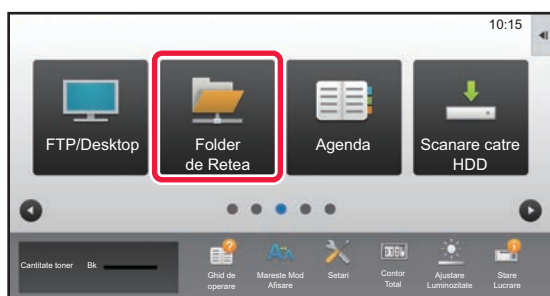 10:15
FTP/Desktop
Folder
de Retea
Agenda
Scanare catre
HDD
Cantitate toner Bk
Ghid de
operare
Mareste Mod
Afisare
Setari
Contor
Total
Ajustare
Luminozitate
Stare
Lucrare